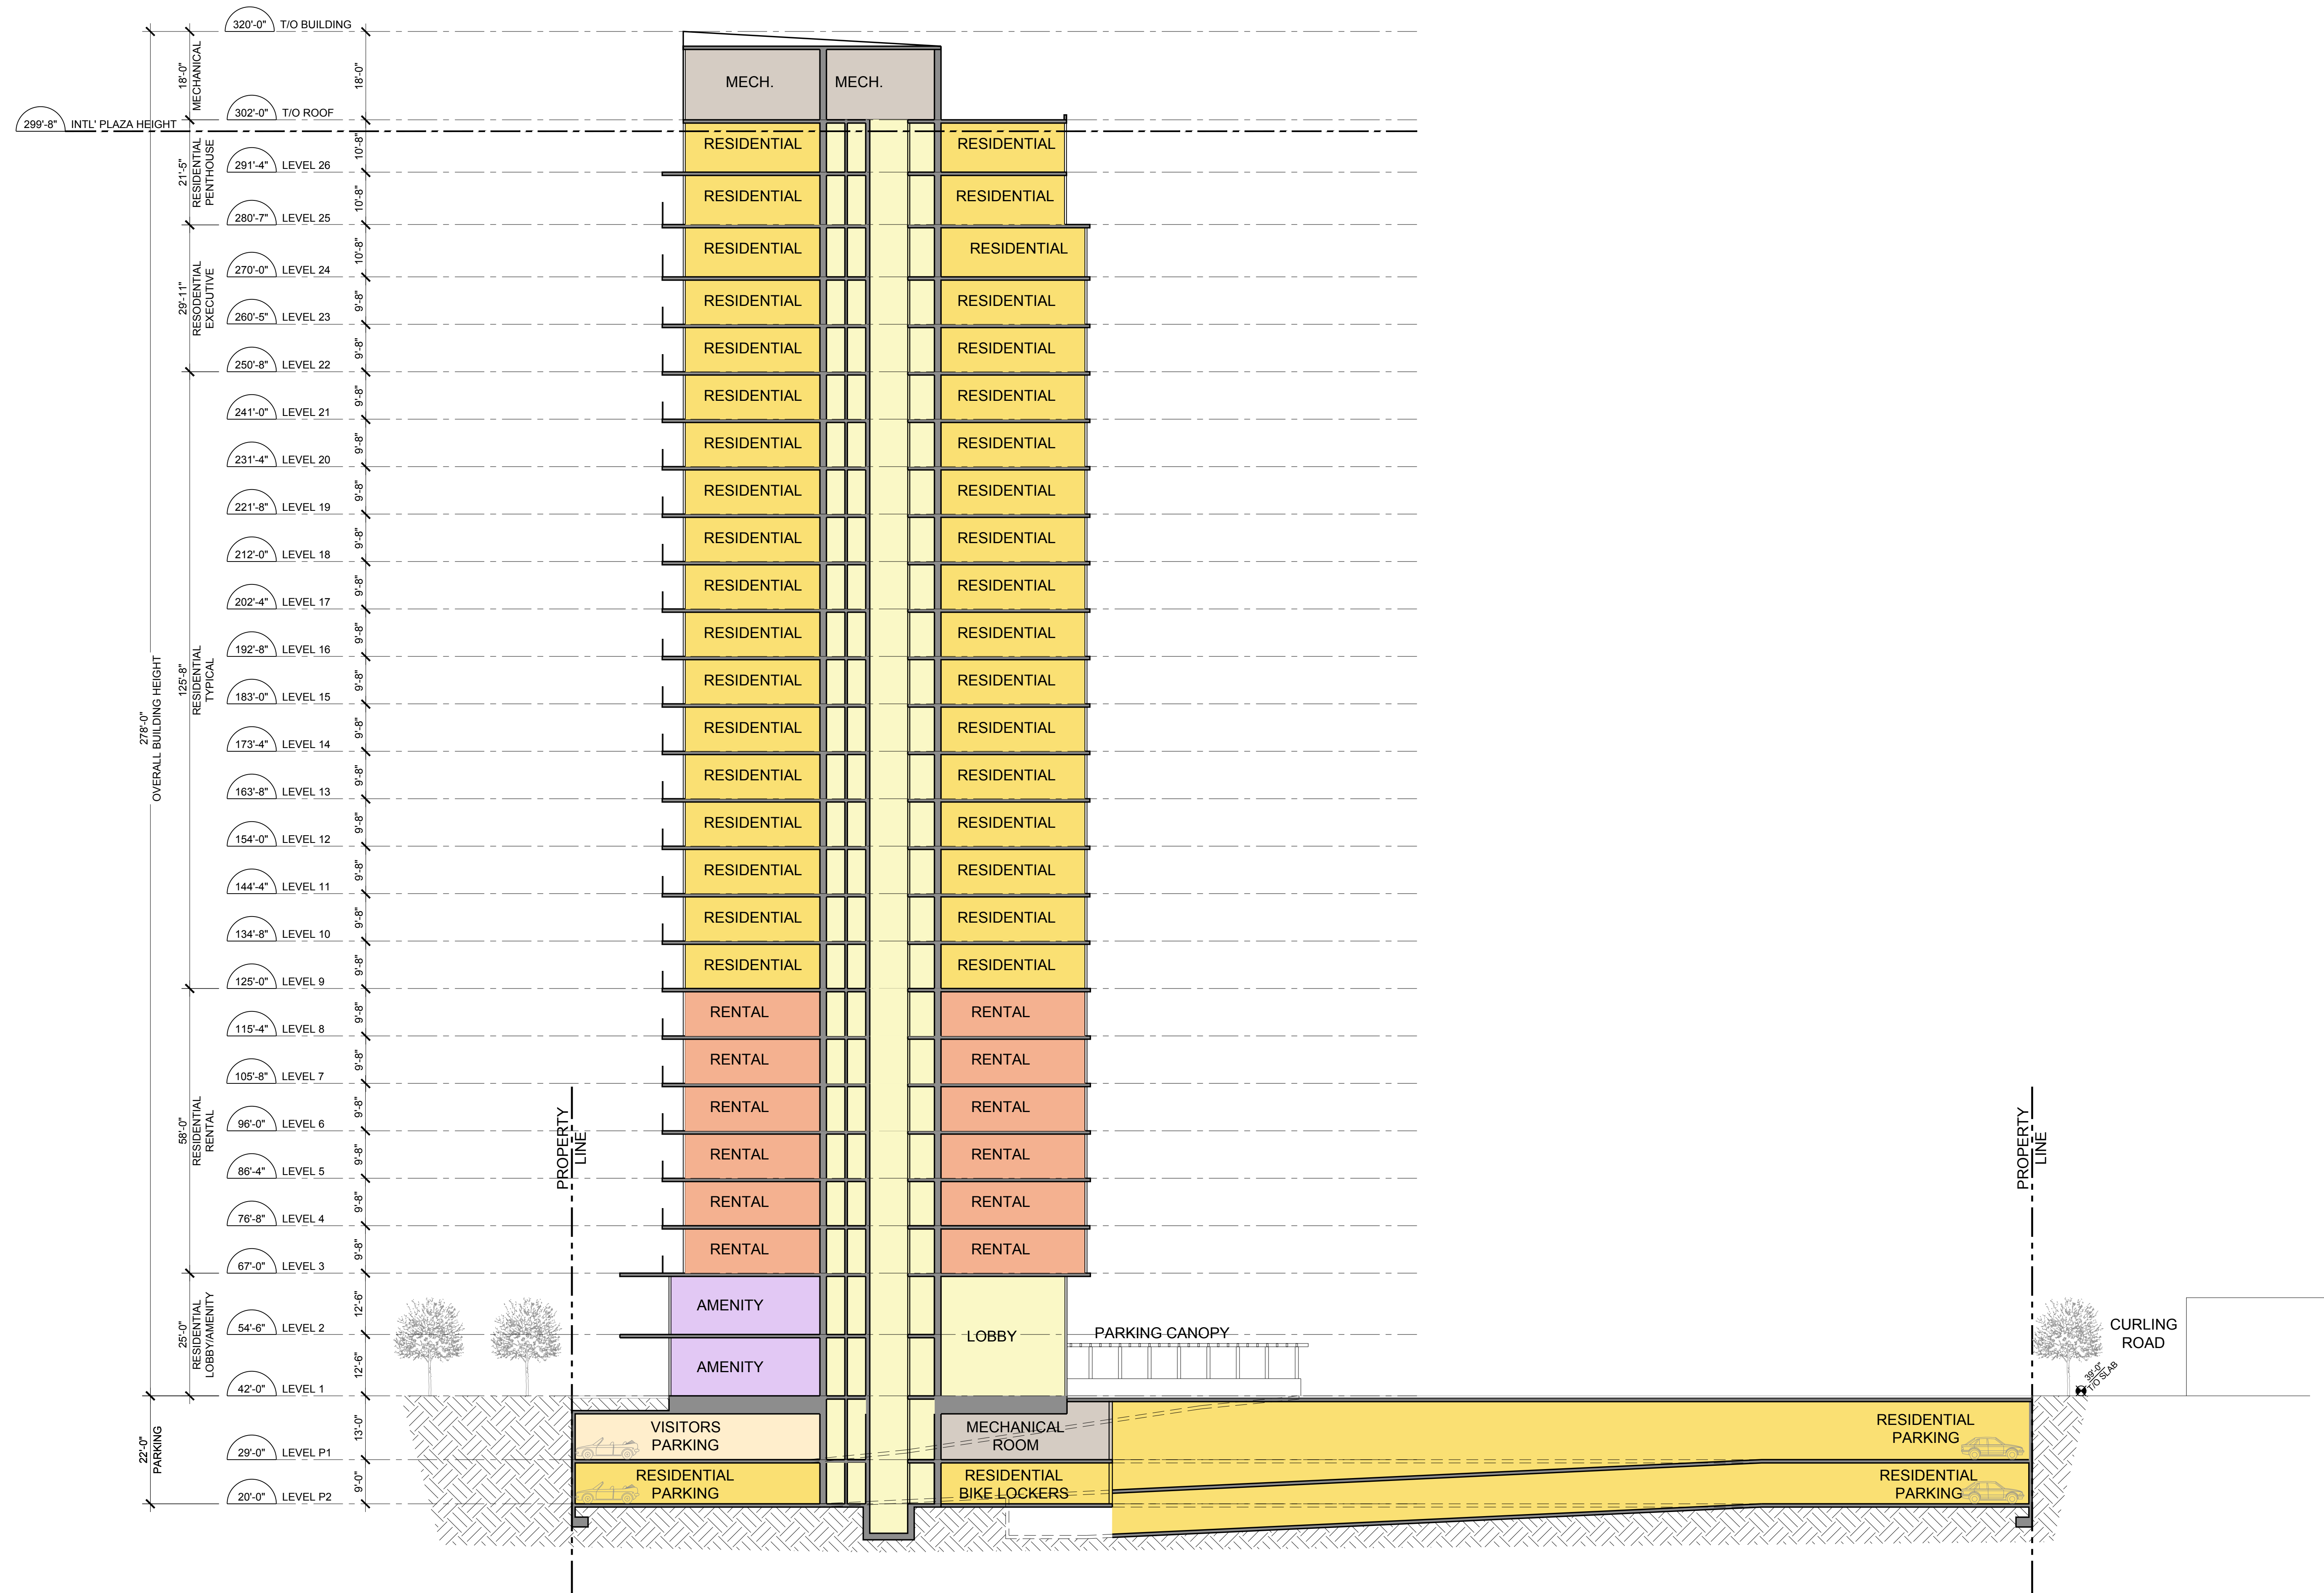 320'-0" T/O BUILDING
18'-0"
MECHANICAL
18'-0"
MECH. MECH.
302'-0" T/O ROOF
299'-8" INTL' PLAZA HEIGHT
10'-8"
RESIDENTIAL RESIDENTIAL
21'-5"
RESIDENTIAL
PENTHOUSE
291'-4" LEVEL 26
10'-8"
RESIDENTIAL RESIDENTIAL
280'-7" LEVEL 25
10'-8"
RESIDENTIAL RESIDENTIAL
270'-0" LEVEL 24
29'-11"
RESODENTIAL
EXECUTIVE
9'-8"
RESIDENTIAL RESIDENTIAL
260'-5" LEVEL 23
9'-8"
RESIDENTIAL RESIDENTIAL
250'-8" LEVEL 22
9'-8"
RESIDENTIAL RESIDENTIAL
241'-0" LEVEL 21
9'-8"
RESIDENTIAL RESIDENTIAL
231'-4" LEVEL 20
9'-8"
RESIDENTIAL RESIDENTIAL
221'-8" LEVEL 19
9'-8"
RESIDENTIAL RESIDENTIAL
212'-0" LEVEL 18
9'-8"
RESIDENTIAL RESIDENTIAL
202'-4" LEVEL 17
9'-8"
RESIDENTIAL RESIDENTIAL
192'-8" LEVEL 16
278'-0"
OVERALL BUILDING HEIGHT
125'-8"
RESIDENTIAL
TYPICAL
9'-8"
RESIDENTIAL RESIDENTIAL
183'-0" LEVEL 15
9'-8"
RESIDENTIAL RESIDENTIAL
173'-4" LEVEL 14
9'-8"
RESIDENTIAL RESIDENTIAL
163'-8" LEVEL 13
9'-8"
RESIDENTIAL RESIDENTIAL
154'-0" LEVEL 12
9'-8"
RESIDENTIAL RESIDENTIAL
144'-4" LEVEL 11
9'-8"
RESIDENTIAL RESIDENTIAL
134'-8" LEVEL 10
9'-8"
RESIDENTIAL RESIDENTIAL
125'-0" LEVEL 9
9'-8"
RENTAL RENTAL
115'-4" LEVEL 8
9'-8"
RENTAL RENTAL
105'-8" LEVEL 7
9'-8"
RENTAL RENTAL
96'-0" LEVEL 6
58'-0"
RESIDENTIAL
RENTAL
PROPERTY
LINE
PROPERTY
LINE
9'-8"
RENTAL RENTAL
86'-4" LEVEL 5
9'-8"
RENTAL RENTAL
76'-8" LEVEL 4
9'-8"
RENTAL RENTAL
67'-0" LEVEL 3
12'-6"
AMENITY
25'-0"
RESIDENTIAL
LOBBY/AMENITY
54'-6" LEVEL 2
LOBBY
PARKING CANOPY
CURLING
ROAD
12'-6"
AMENITY
42'-0" LEVEL 1
39'-0"
T/O SLAB
22'-0"
PARKING
13'-0"
VISITORS
PARKING
MECHANICAL
ROOM
RESIDENTIAL
PARKING
29'-0" LEVEL P1
9'-0"
RESIDENTIAL
PARKING
RESIDENTIAL
BIKE LOCKERS
RESIDENTIAL
PARKING
20'-0" LEVEL P2